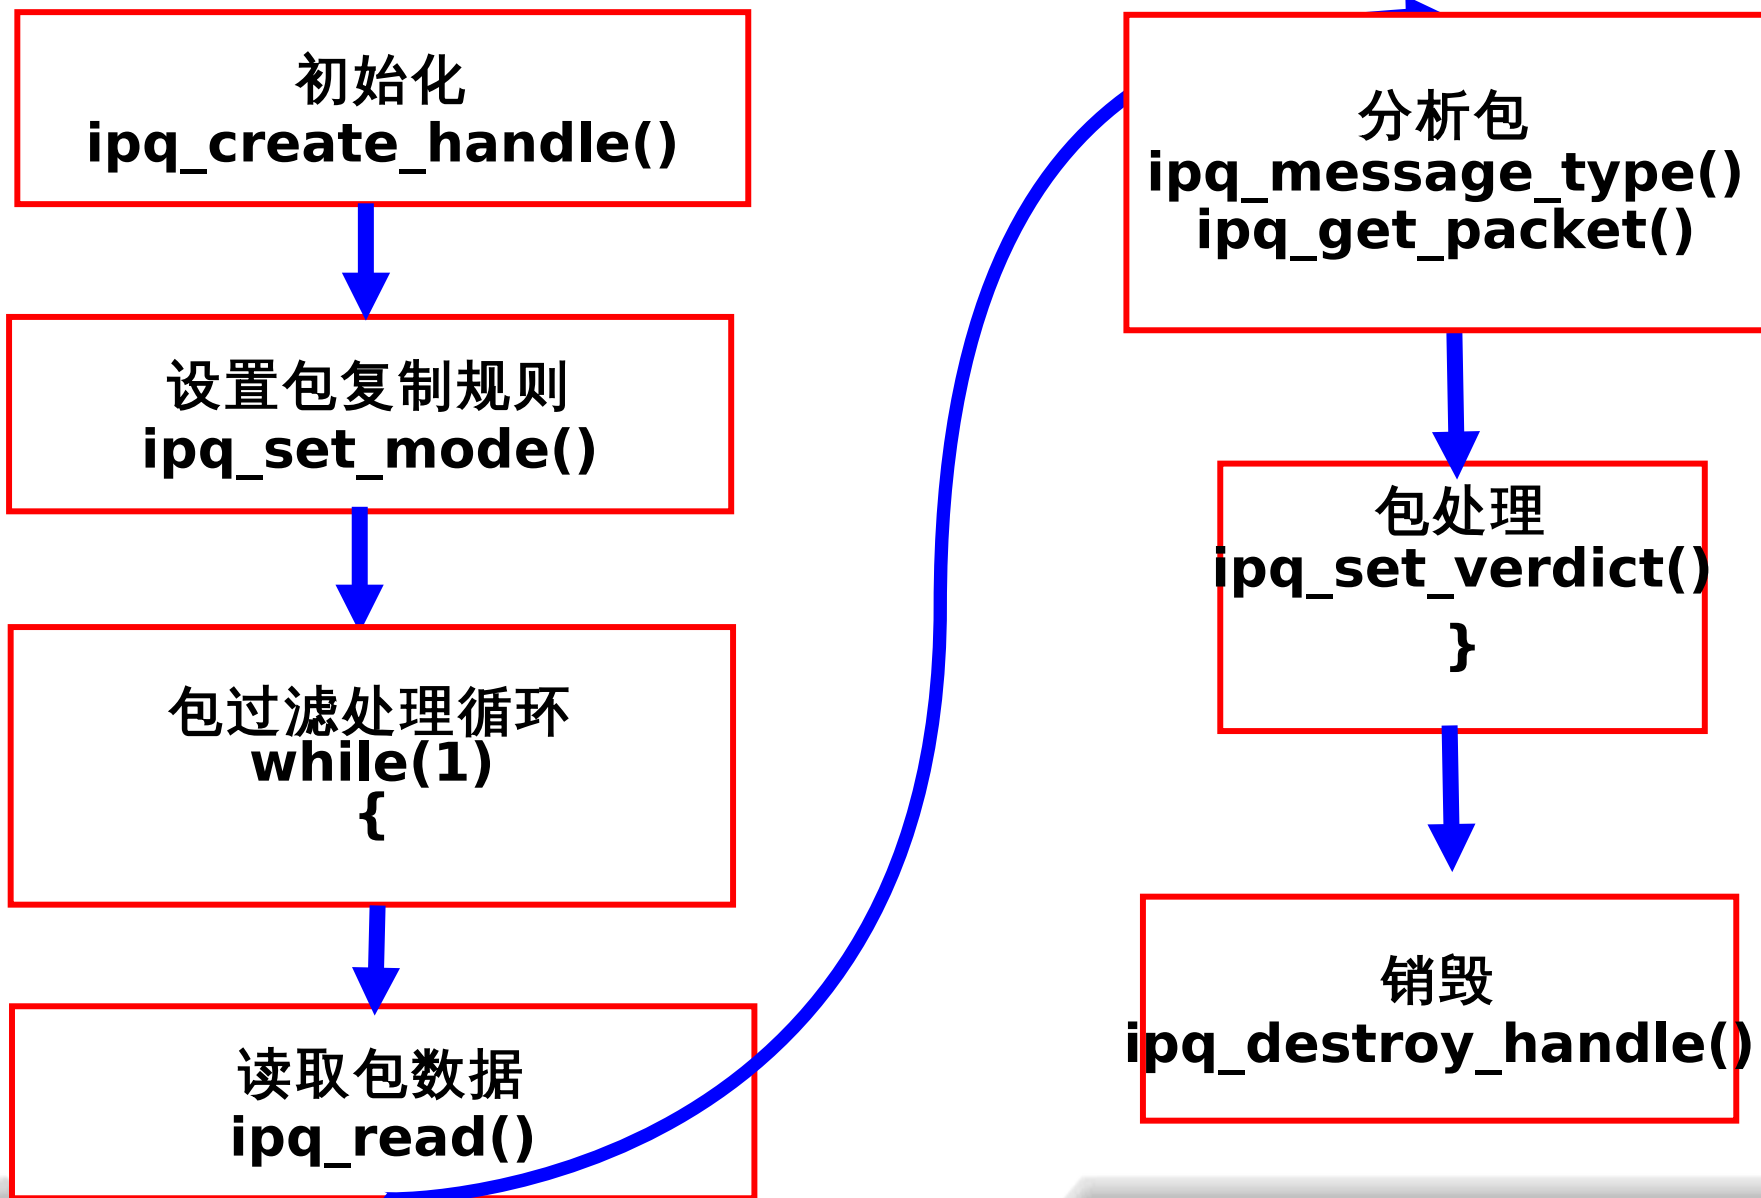 初始化
ipq_create_handle()
设置包复制规则
ipq_set_mode()
包过滤处理循环
while(1)
{
读取包数据
ipq_read()
分析包
ipq_message_type()
ipq_get_packet()
包处理
ipq_set_verdict()
}
销毁
ipq_destroy_handle()